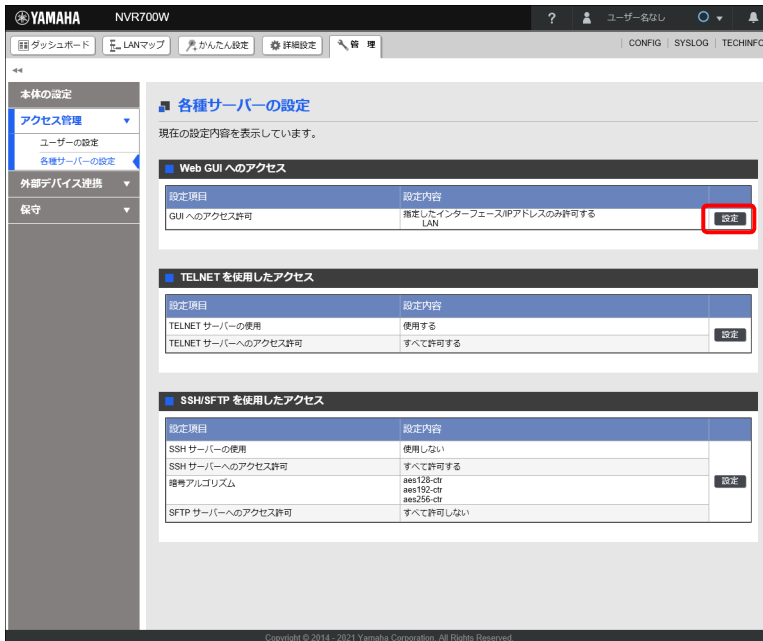 YAMAHA NVR700W ? ユーザー名なし
ダッシュボード LANマップ かんたん設定 詳細設定 管 理 CONFIG SYSLOG TECHINFO
本体の設定
アクセス管理
ユーザーの設定
各種サーバーの設定
外部デバイス連携
保守
各種サーバーの設定
現在の設定内容を表示しています。
Web GUI へのアクセス
設定項目 設定内容
GUI へのアクセス許可 指定したインターフェース/IPアドレスのみ許可する
LAN
設定
TELNET を使用したアクセス
設定項目 設定内容
TELNET サーバーの使用 使用する
TELNET サーバーへのアクセス許可 すべて許可する
設定
SSH/SFTP を使用したアクセス
設定項目 設定内容
SSH サーバーの使用 使用しない
SSH サーバーへのアクセス許可 すべて許可する
暗号アルゴリズム aes128-ctr
aes192-ctr
aes256-ctr
SFTP サーバーへのアクセス許可 すべて許可しない
設定
Copyright © 2014 - 2021 Yamaha Corporation. All Rights Reserved.